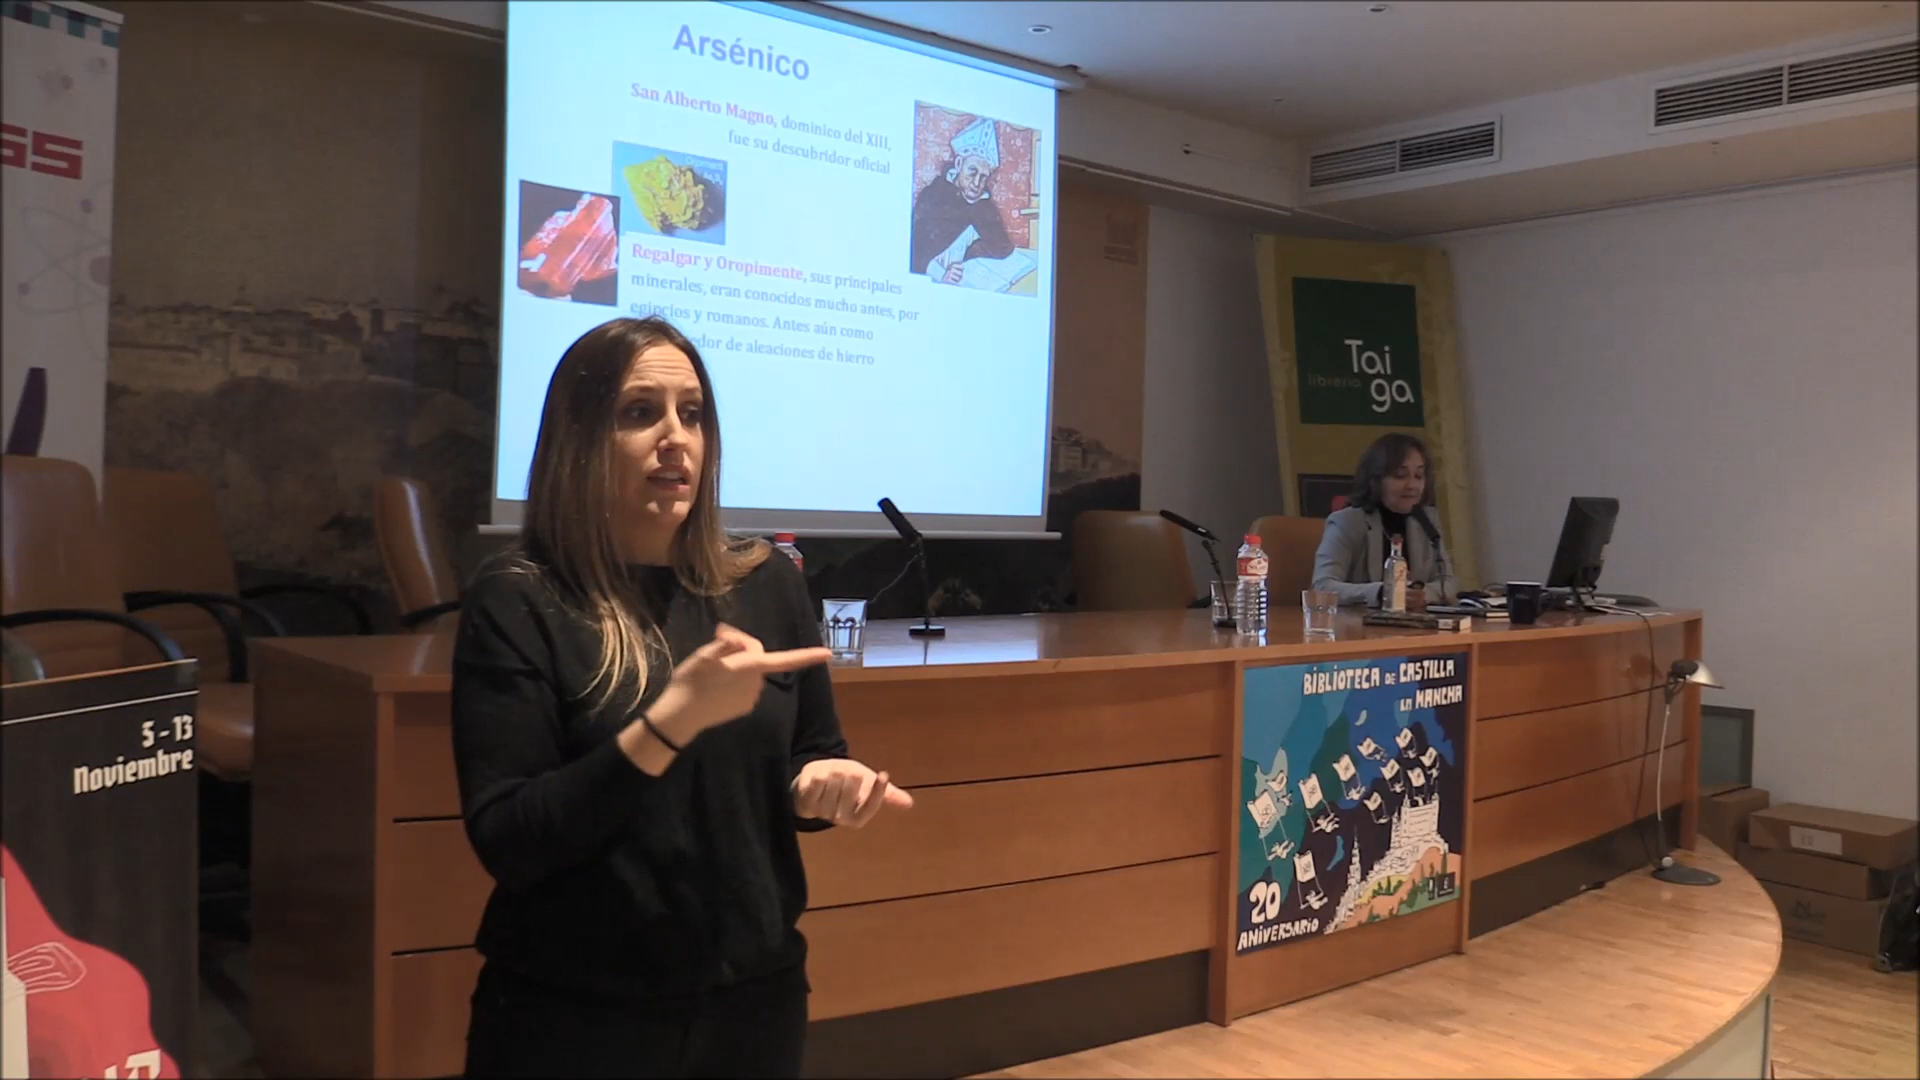 Arsénico
San Alberto Magno, dominico del XIII,
fue su descubridor oficial
Regalgar y Oropimente, sus principales
minerales, eran conocidos mucho antes, por
egipcios y romanos. Antes aún como
de aleaciones de hierro
Tai
librería
ga
5-13
Noviembre
BIBLIOTECA DE CASTILLA
LA MANCHA
20
ANIVERSARIO